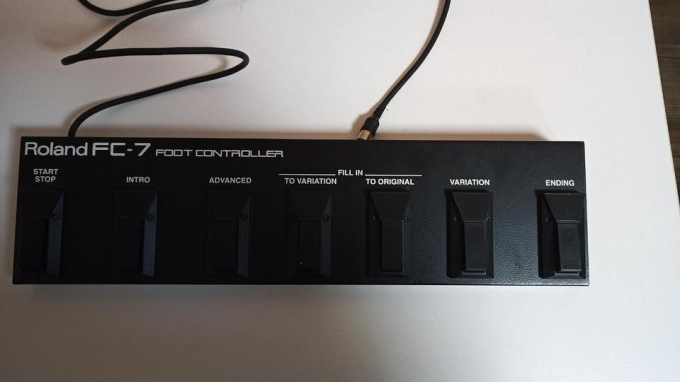 Roland FC-7 FOOT CONTROLLER
START
STOP
INTRO
ADVANCED
FILL IN
TO VARIATION
TO ORIGINAL
VARIATION
ENDING